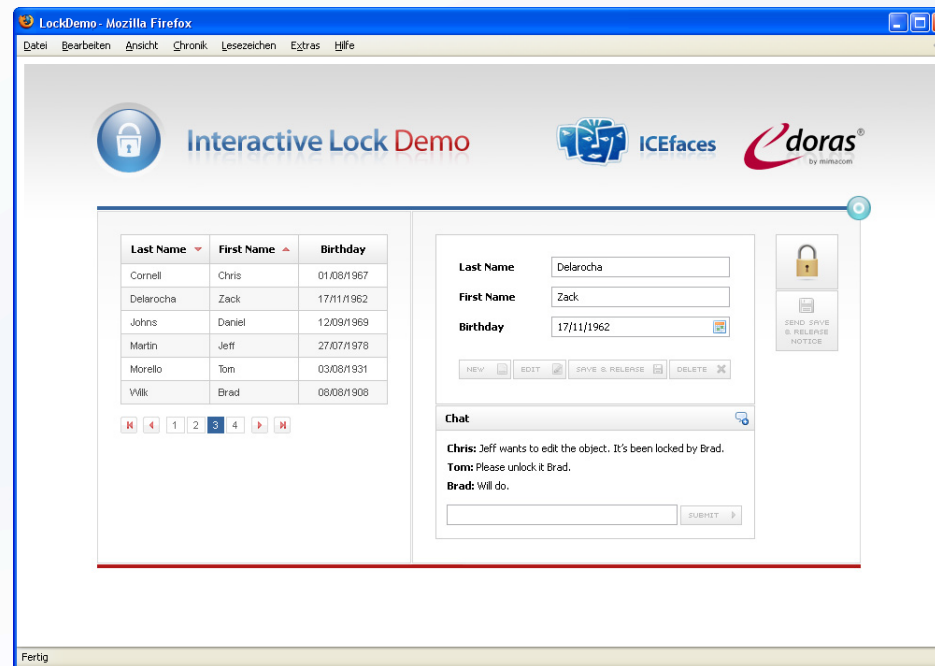 LockDemo - Mozilla Firefox
Datei Bearbeiten Ansicht Chronik Lesezeichen Extras Hilfe
Interactive Lock Demo
ICEfaces
edoras®
by mimacom
Last Name First Name Birthday
Cornell Chris 01/08/1967
Delarocha Zack 17/11/1962
Johns Daniel 12/09/1969
Martin Jeff 27/07/1978
Morello Tom 03/08/1931
Wilk Brad 08/08/1908
1 2 3 4
Last Name Delarocha
First Name Zack
Birthday 17/11/1962
NEW EDIT SAVE & RELEASE DELETE
SEND SAVE
& RELEASE
NOTICE
Chat
Chris: Jeff wants to edit the object. It's been locked by Brad.
Tom: Please unlock it Brad.
Brad: Will do.
SUBMIT
Fertig